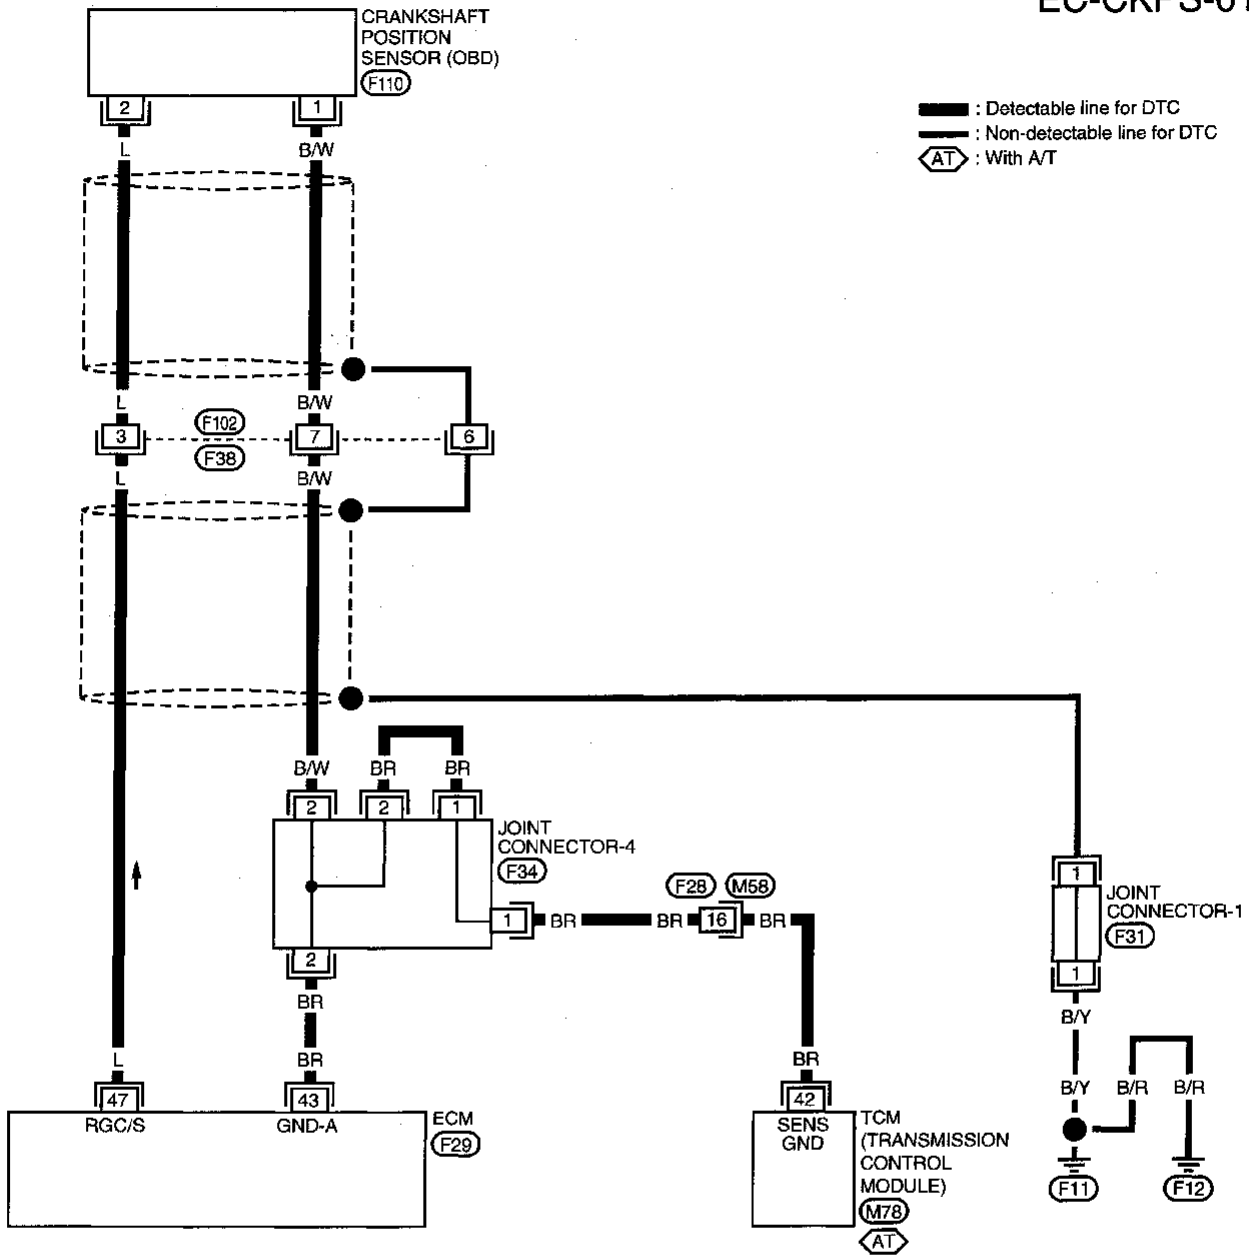 CRANKSHAFT
POSITION
SENSOR (OBD)
F110
2
1
L
B/W
: Detectable line for DTC
: Non-detectable line for DTC
AT : With A/T
L
B/W
3
F102
7
6
F38
L
B/W
B/W
BR
BR
2
2
1
JOINT
CONNECTOR-4
F34
1
BR
BR
F28
M58
16
BR
2
BR
BR
L
BR
47
43
42
RGC/S
GND-A
ECM
F29
SENS
GND
TCM
(TRANSMISSION
CONTROL
MODULE)
M78
AT
1
JOINT
CONNECTOR-1
F31
1
B/Y
B/Y
B/R
B/R
F11
F12